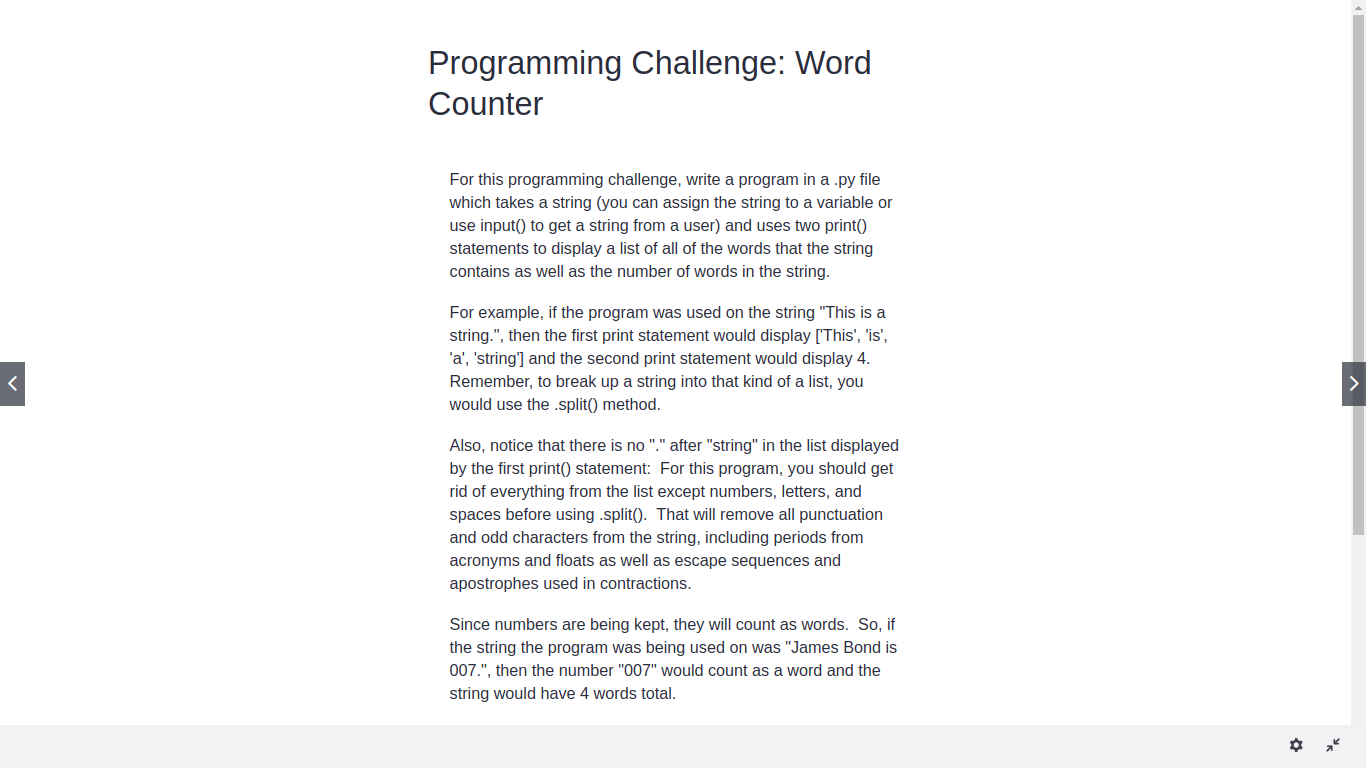 Programming Challenge: Word
Counter
For this programming challenge, write a program in a .py file
which takes a string (you can assign the string to a variable or
use input() to get a string from a user) and uses two print()
statements to display a list of all of the words that the string
contains as well as the number of words in the string.
For example, if the program was used on the string "This is a
string.", then the first print statement would display ['This', 'is',
'a', 'string'] and the second print statement would display 4.
Remember, to break up a string into that kind of a list, you
would use the .split() method.
Also, notice that there is no "." after "string" in the list displayed
by the first print() statement:  For this program, you should get
rid of everything from the list except numbers, letters, and
spaces before using .split().  That will remove all punctuation
and odd characters from the string, including periods from
acronyms and floats as well as escape sequences and
apostrophes used in contractions.
Since numbers are being kept, they will count as words.  So, if
the string the program was being used on was "James Bond is
007.", then the number "007" would count as a word and the
string would have 4 words total.